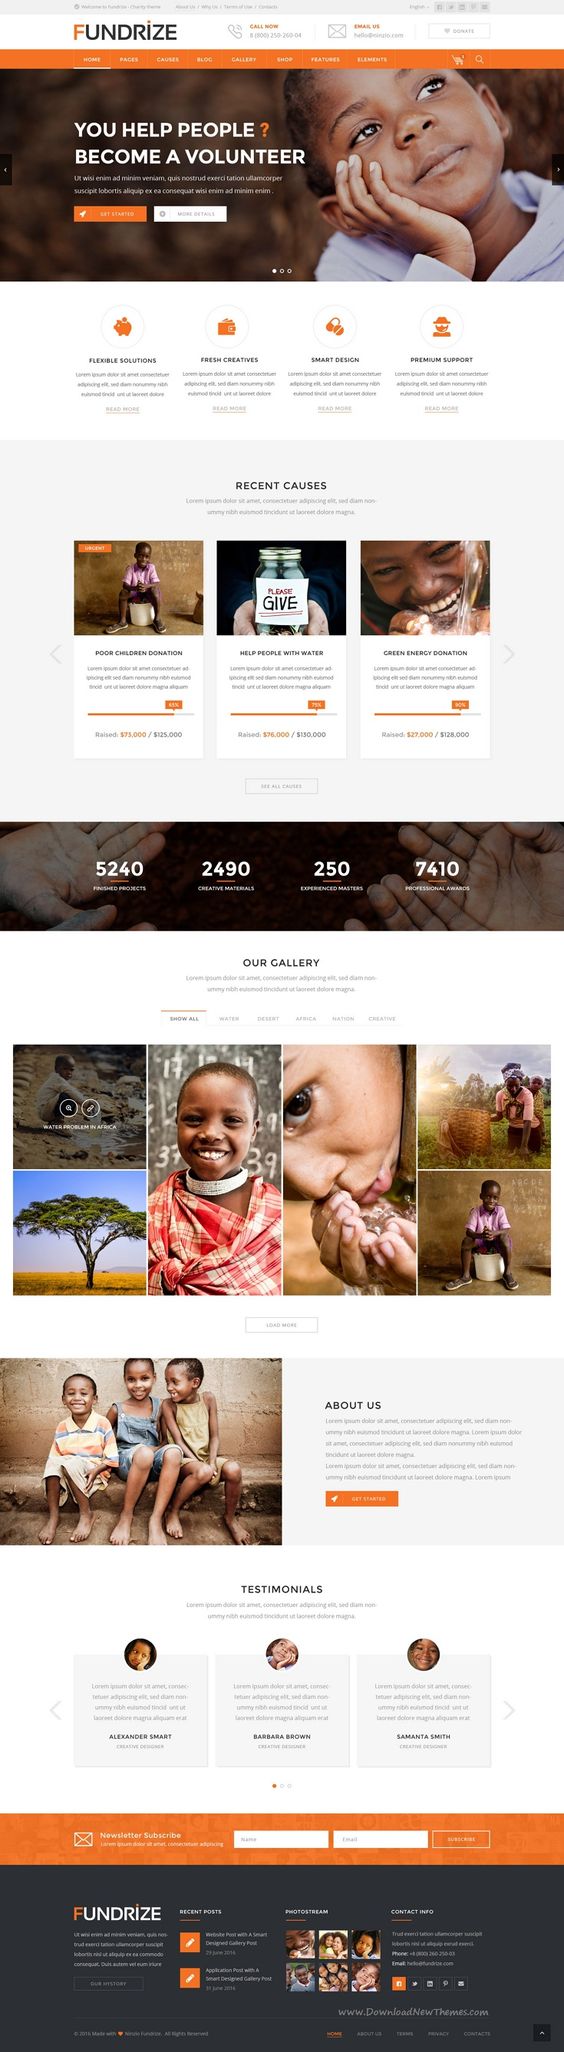 Welcome to Fundrize - Charity theme
About Us / Why Us / Terms of Use / Contacts
English
FUNDRIZE
CALL NOW
8 (800) 250-260-04
EMAIL US
hello@ninzio.com
DONATE
HOME PAGES CAUSES BLOG GALLERY SHOP FEATURES ELEMENTS
YOU HELP PEOPLE ?
BECOME A VOLUNTEER
Ut wisi enim ad minim veniam, quis nostrud exerci tation ullamcorper
suscipit lobortis aliquip ex ea consequat wisi enim ad minim enim .
GET STARTED
MORE DETAILS
FLEXIBLE SOLUTIONS
Lorem ipsum dolor sit amet, consectetuer
adipiscing elit, sed diam nonummy nibh
euismod tincidunt ut laoreet dolore
READ MORE
FRESH CREATIVES
Lorem ipsum dolor sit amet, consectetuer
adipiscing elit, sed diam nonummy nibh
euismod tincidunt ut laoreet dolore
READ MORE
SMART DESIGN
Lorem ipsum dolor sit amet, consectetuer
adipiscing elit, sed diam nonummy nibh
euismod tincidunt ut laoreet dolore
READ MORE
PREMIUM SUPPORT
Lorem ipsum dolor sit amet, consectetuer
adipiscing elit, sed diam nonummy nibh
euismod tincidunt ut laoreet dolore
READ MORE
RECENT CAUSES
Lorem ipsum dolor sit amet, consectetuer adipiscing elit, sed diam non-
ummy nibh euismod tincidunt ut laoreet dolore magna.
URGENT
POOR CHILDREN DONATION
Lorem ipsum dolor sit amet consectetuer ad-
ipiscing elit, sed diam nonummy nibh euismod
tincid unt ut laoreet dolore magna aliquam
65%
Raised: $73,000 / $125,000
PLEASE
GIVE
HELP PEOPLE WITH WATER
Lorem ipsum dolor sit amet consectetuer ad-
ipiscing elit, sed diam nonummy nibh euismod
tincid unt ut laoreet dolore magna aliquam
75%
Raised: $76,000 / $130,000
GREEN ENERGY DONATION
Lorem ipsum dolor sit amet consectetuer ad-
ipiscing elit, sed diam nonummy nibh euismod
tincid unt ut laoreet dolore magna aliquam
90%
Raised: $27,000 / $128,000
SEE ALL CAUSES
5240
FINISHED PROJECTS
2490
CREATIVE MATERIALS
250
EXPERIENCED MASTERS
7410
PROFESSIONAL AWARDS
OUR GALLERY
Lorem ipsum dolor sit amet, consectetuer adipiscing elit, sed diam non-
ummy nibh euismod tincidunt ut laoreet dolore magna.
SHOW ALL WATER DESERT AFRICA NATION CREATIVE
WATER PROBLEM IN AFRICA
LOAD MORE
ABOUT US
Lorem ipsum dolor sit amet, consectetuer adipiscing elit, sed diam non-
ummy nibh euismod tincidunt ut laoreet dolore magna. Lorem ipsum dolor
sit amet, consectetuer adipiscing elit, sed diam nonummy nibh euismod
tincidunt ut laoreet dolore magna.
Lorem ipsum dolor sit amet, consectetuer adipiscing elit, sed diam non-
ummy nibh euismod tincidunt ut laoreet dolore magna. Lorem ipsum
GET STARTED
TESTIMONIALS
Lorem ipsum dolor sit amet, consectetuer adipiscing elit, sed diam non-
ummy nibh euismod tincidunt ut laoreet dolore magna.
Lorem ipsum dolor sit amet, consec-
tetuer adipiscing elit, sed diam non-
ummy nibh euismod tincid unt ut
laoreet dolore magna aliquam erat
ALEXANDER SMART
CREATIVE DESIGNER
Lorem ipsum dolor sit amet, consec-
tetuer adipiscing elit, sed diam non-
ummy nibh euismod tincid unt ut
laoreet dolore magna aliquam erat
BARBARA BROWN
CREATIVE DESIGNER
Lorem ipsum dolor sit amet, consec-
tetuer adipiscing elit, sed diam non-
ummy nibh euismod tincid unt ut
laoreet dolore magna aliquam erat
SAMANTA SMITH
CREATIVE DESIGNER
Newsletter Subscribe
Lorem ipsum dolor sit amet, consectetuer adipiscing
Name
Email
SUBSCRIBE
FUNDRIZE
Ut wisi enim ad minim veniam, quis nos-
trud exerci tation ullamcorper suscipit
lobortis nisl ut aliquip ex ea commodo
consequat. Duis autem vel eum iriure
OUR HYSTORY
RECENT POSTS
Website Post with A Smart
Designed Gallery Post
29 June 2016
Application Post with A
Smart Designed Gallery Post
31 June 2016
PHOTOSTREAM
CONTACT INFO
Trud exerci tation ullamcorper suscipit
lobortis nisl ut aliquip exmod exerci.
Phone: +8 (800) 260-250-03
Email: hello@fundrize.com
www.DownloadNewThemes.com
© 2016 Made with Ninzio Fundrize. All Rights Reserved
HOME ABOUT US TERMS PRIVACY CONTACTS